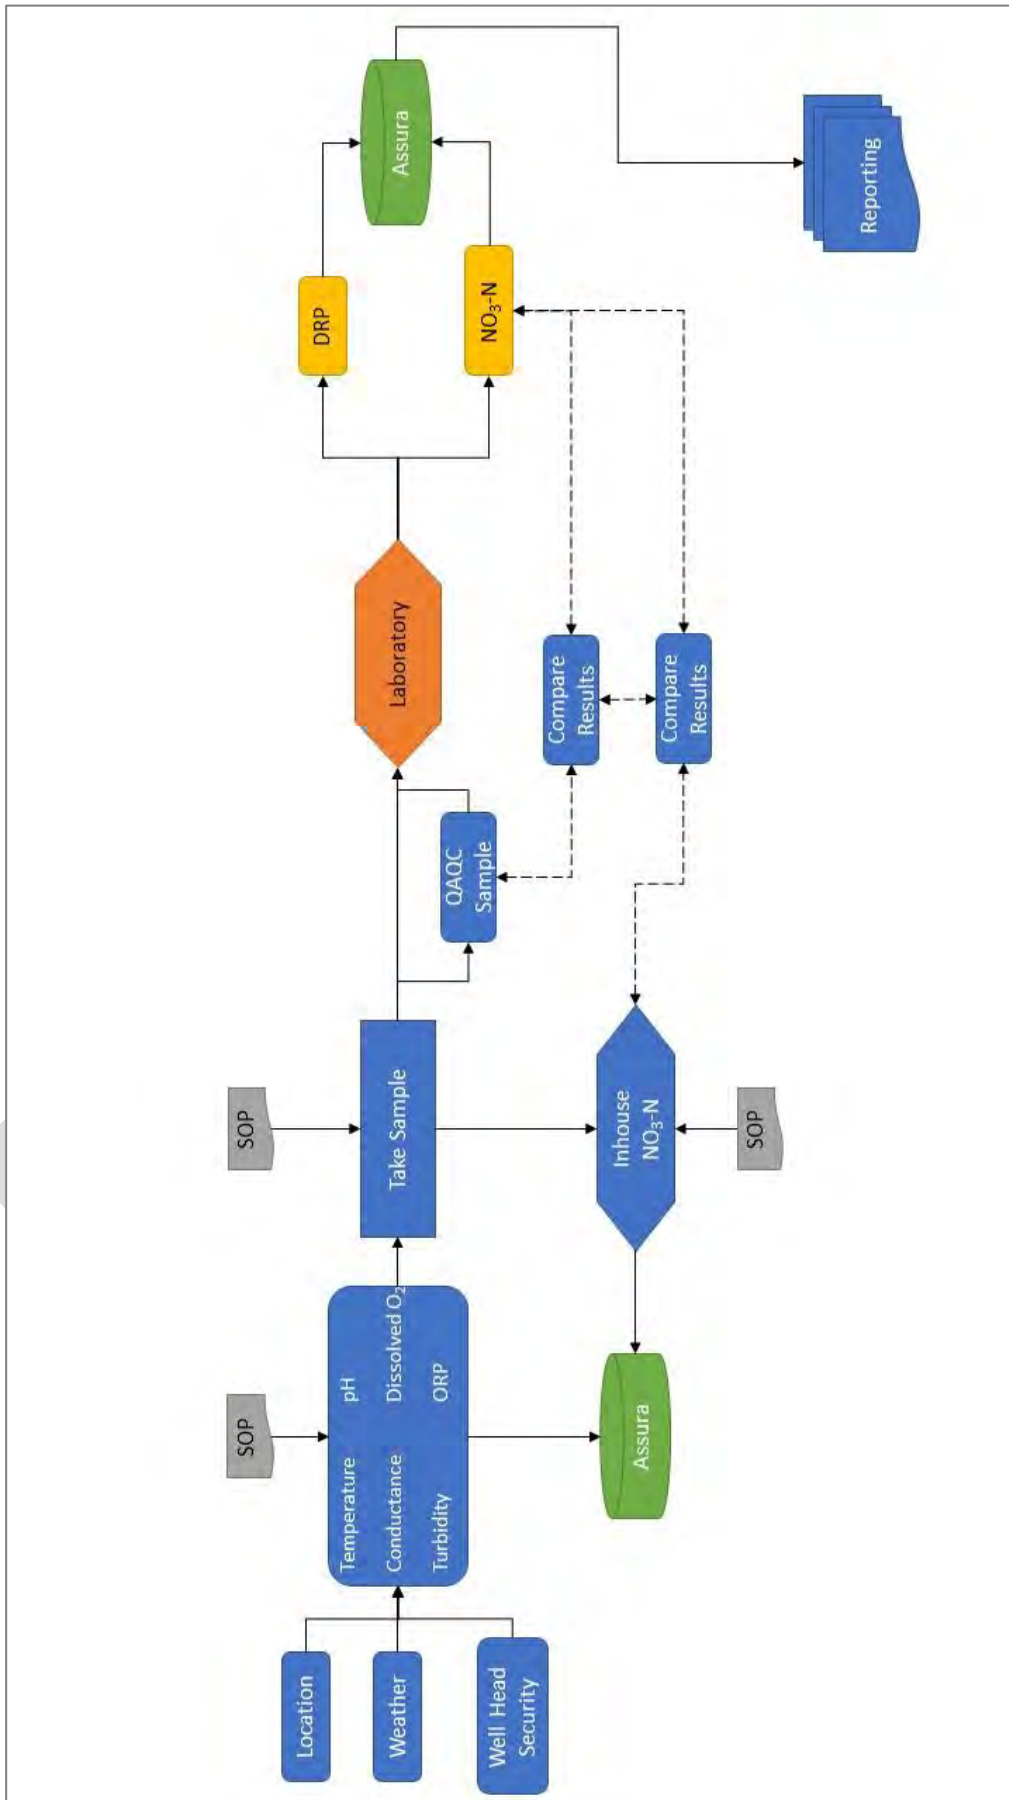 Location
Weather
Well Head
Security
SOP
Temperature pH
Conductance Dissolved O₂
Turbidity ORP
Assura
SOP
Take Sample
Inhouse
NO₃-N
SOP
QAQC
Sample
Laboratory
Compare
Results
Compare
Results
DRP
NO₃-N
Assura
Reporting